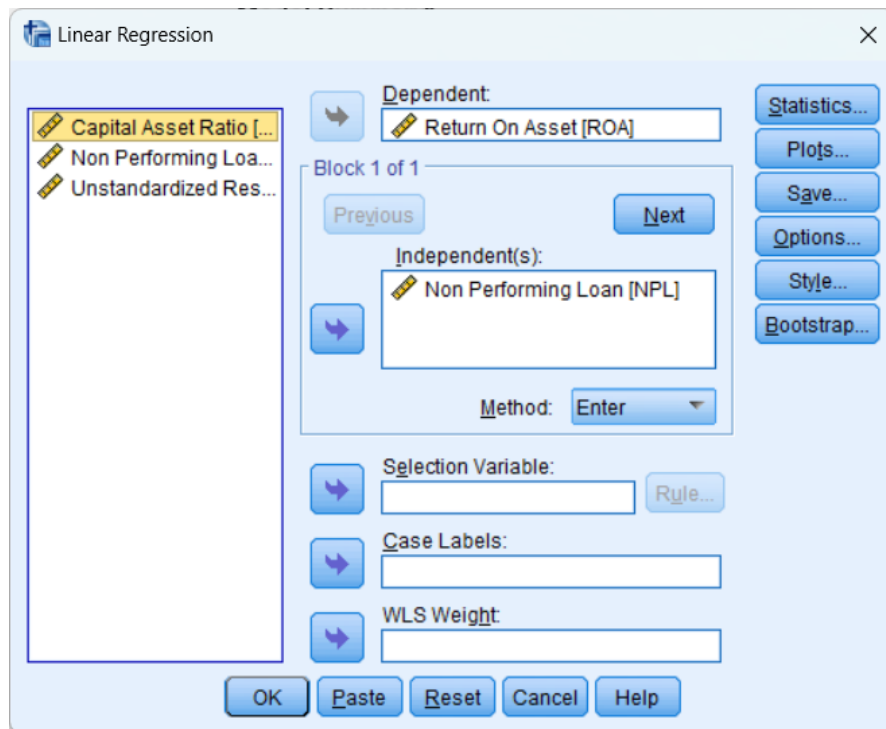 Linear Regression
Capital Asset Ratio [...
Non Performing Loa...
Unstandardized Res...
Dependent:
Return On Asset [ROA]
Block 1 of 1
Previous
Next
Independent(s):
Non Performing Loan [NPL]
Method:
Enter
Selection Variable:
Rule...
Case Labels:
WLS Weight:
Statistics...
Plots...
Save...
Options...
Style...
Bootstrap...
OK
Paste
Reset
Cancel
Help